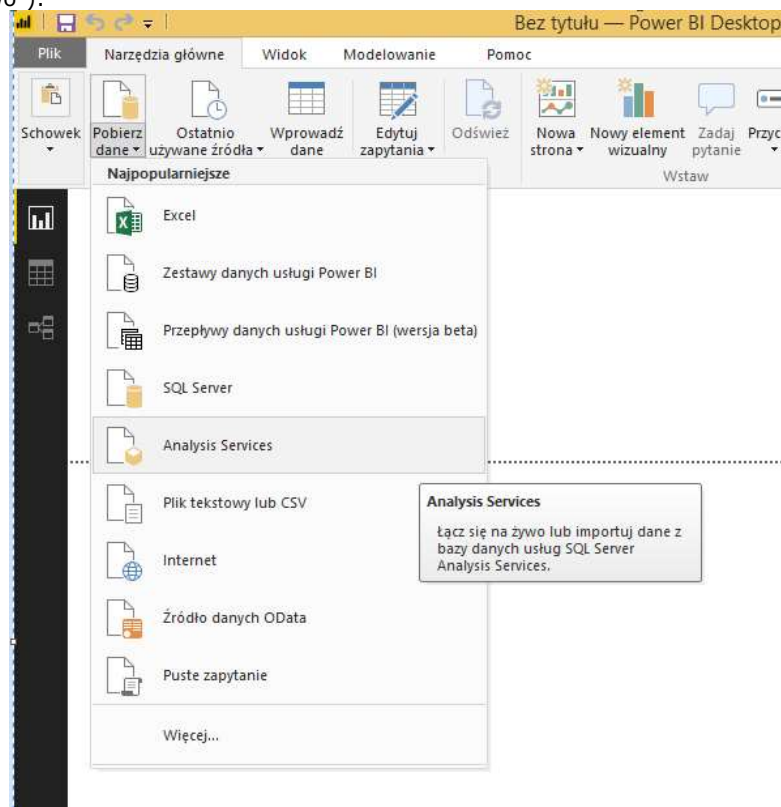 Bez tytułu — Power BI Desktop
Plik Narzędzia główne Widok Modelowanie Pomoc
Schowek
Pobierz dane
Ostatnio używane źródła
Wprowadź dane
Edytuj zapytania
Odśwież
Nowa strona
Nowy element wizualny
Zadaj pytanie
Wstaw
Najpopularniejsze
Excel
Zestawy danych usługi Power BI
Przepływy danych usługi Power BI (wersja beta)
SQL Server
Analysis Services
Analysis Services
Łącz się na żywo lub importuj dane z
bazy danych usług SQL Server
Analysis Services.
Plik tekstowy lub CSV
Internet
Źródło danych OData
Puste zapytanie
Więcej...